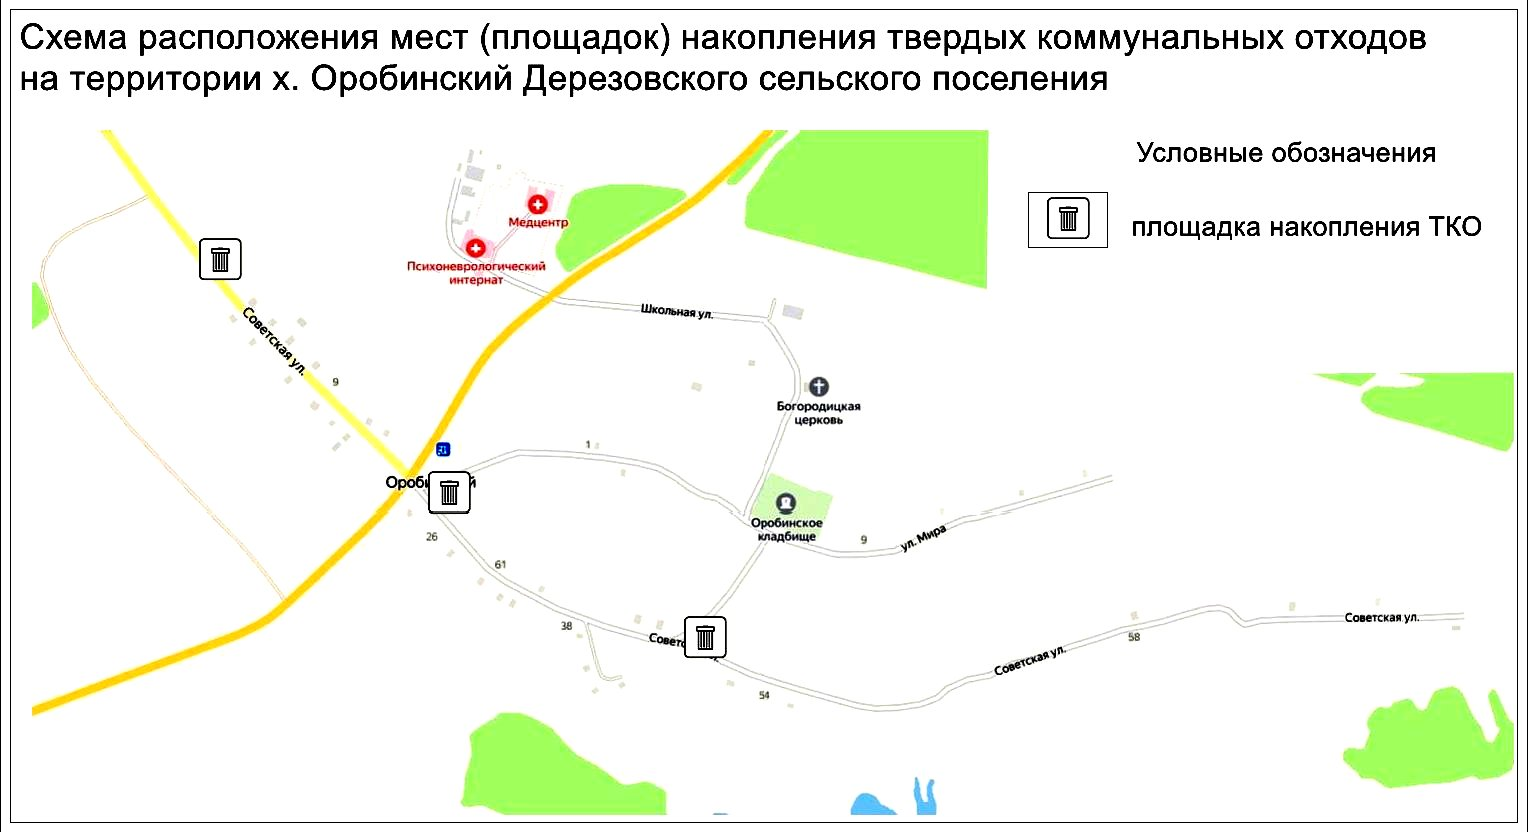 Схема расположения мест (площадок) накопления твердых коммунальных отходов
на территории х. Оробинский Дерезовского сельского поселения
Условные обозначения
площадка накопления ТКО
Медцентр
Психоневрологический
интернат
Школьная ул.
Советская ул.
9
Богородицкая
церковь
1
Оробинское
кладбище
26
9
ул. Мира
61
38
54
Советская ул.
58
Советская ул.